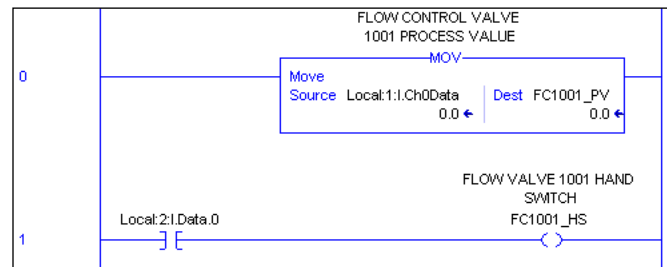 FLOW CONTROL VALVE
1001 PROCESS VALUE
MOV
0
Move
Source Local:1:I.Ch0Data Dest FC1001_PV
0.0 0.0
FLOW VALVE 1001 HAND
SWITCH
Local:2:I.Data.0 FC1001_HS
1